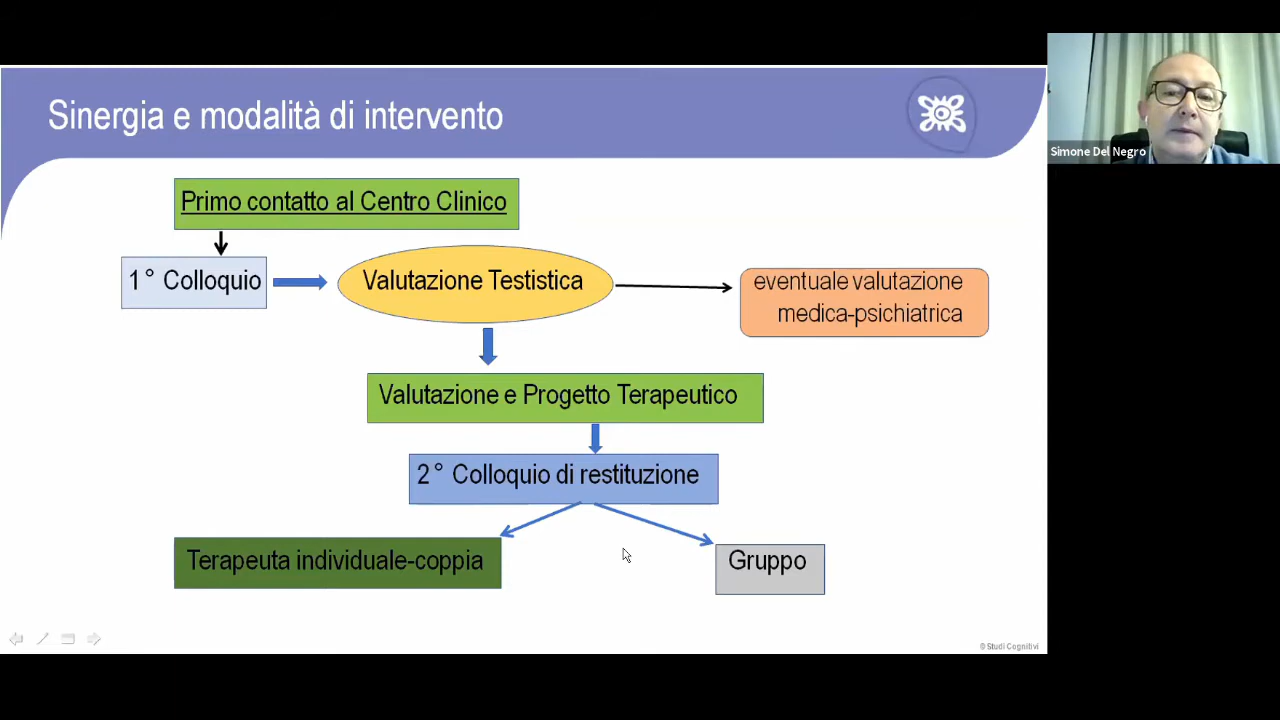 Sinergia e modalità di intervento
Simone Del Negro
Primo contatto al Centro Clinico
1° Colloquio
Valutazione Testistica
eventuale valutazione
medica-psichiatrica
Valutazione e Progetto Terapeutico
2° Colloquio di restituzione
Terapeuta individuale-coppia
Gruppo
© Studi Cognitivi